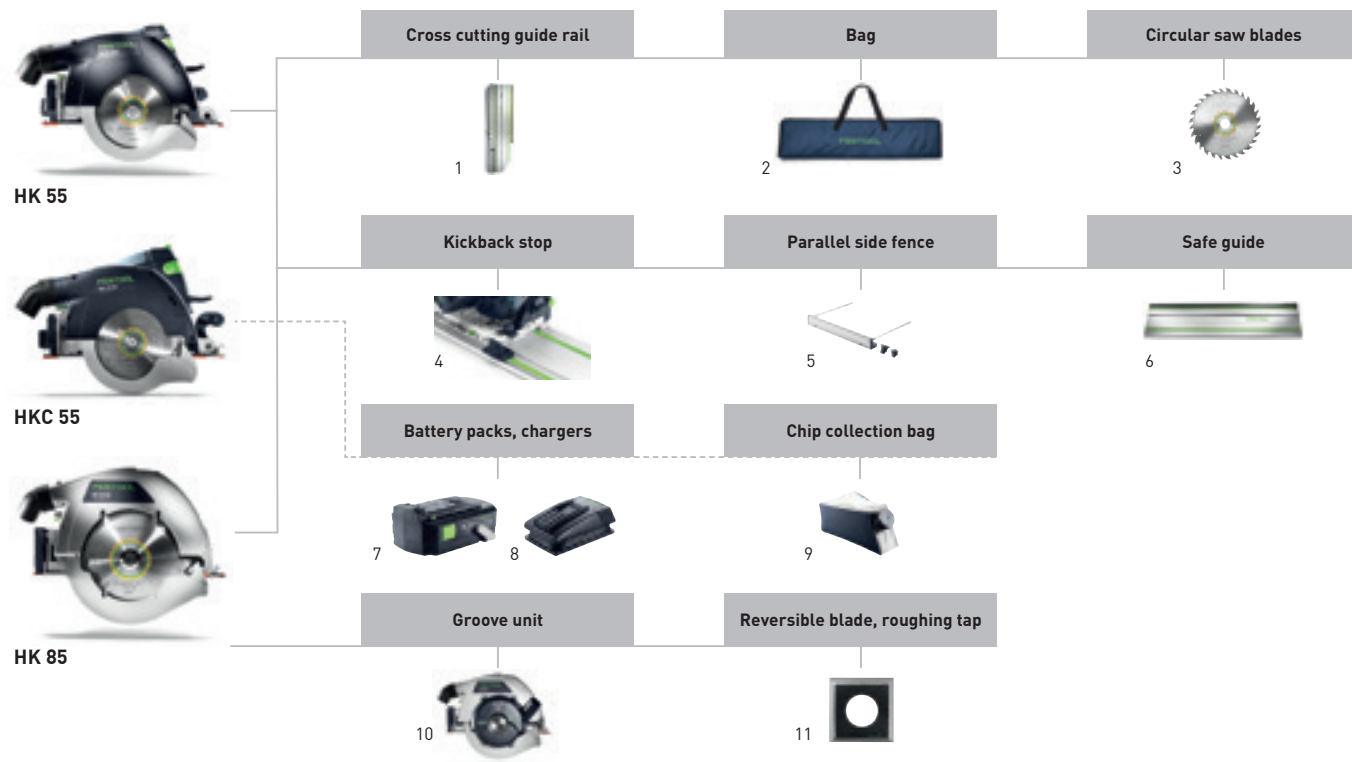 Cross cutting guide rail
Bag
Circular saw blades
1
2
3
HK 55
Kickback stop
Parallel side fence
Safe guide
4
5
6
HKC 55
Battery packs, chargers
Chip collection bag
7
8
9
HK 85
Groove unit
Reversible blade, roughing tap
10
11